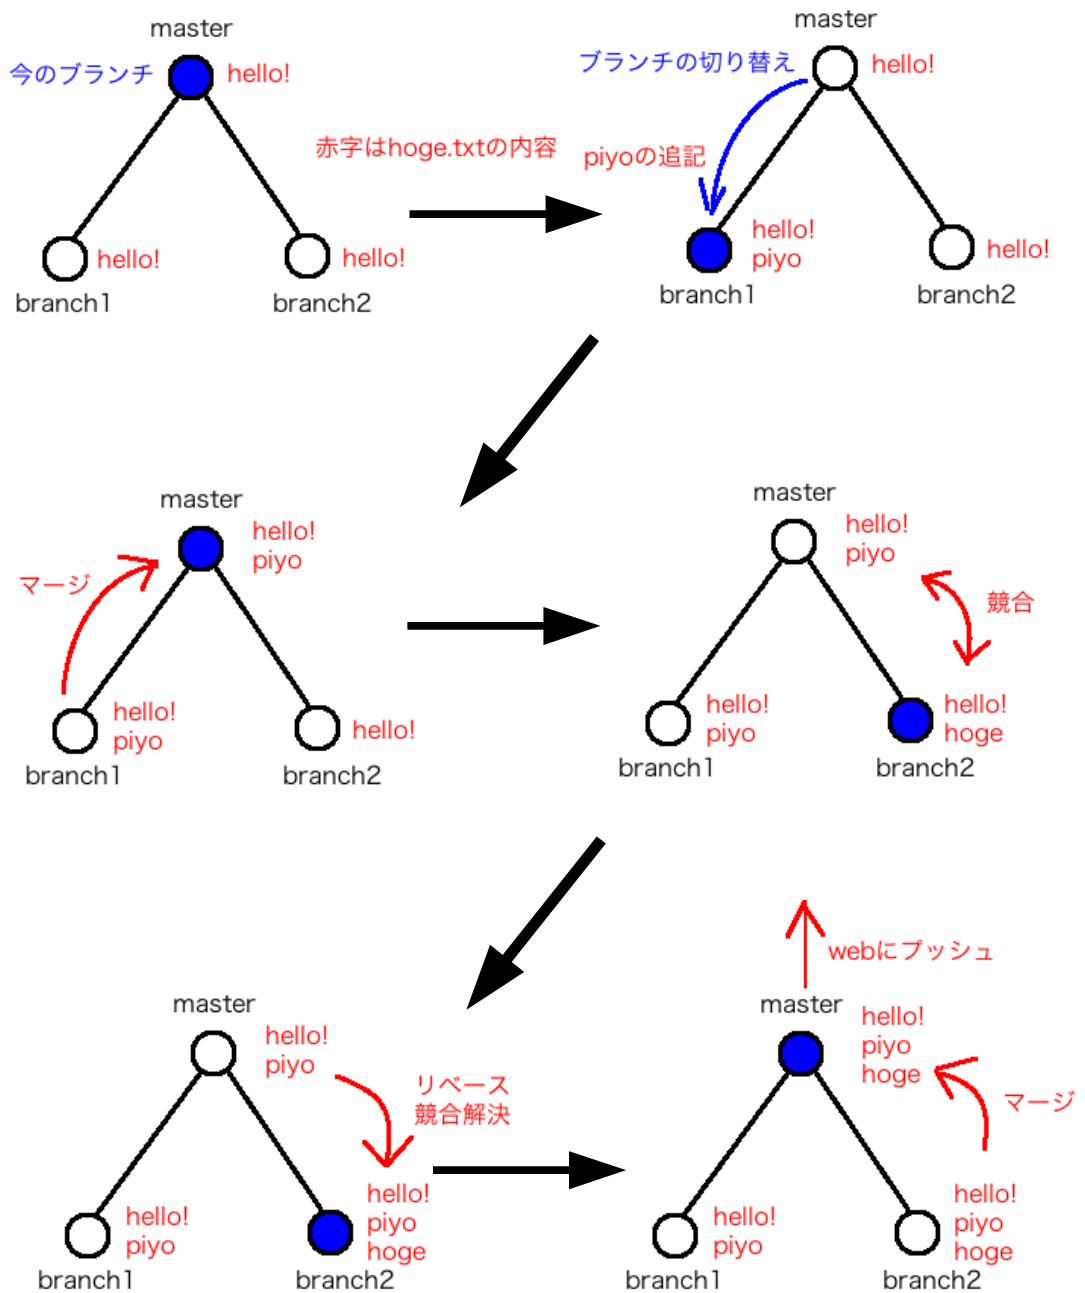 master
今のブランチ
hello!
hello!
hello!
branch1
branch2
赤字はhoge.txtの内容
master
ブランチの切り替え
hello!
piyoの追記
hello!
piyo
hello!
branch1
branch2
master
hello!
piyo
マージ
hello!
piyo
hello!
branch1
branch2
master
hello!
piyo
競合
hello!
piyo
hello!
hoge
branch1
branch2
master
hello!
piyo
リベース
競合解決
hello!
piyo
hello!
piyo
hoge
branch1
branch2
webにプッシュ
master
hello!
piyo
hoge
マージ
hello!
piyo
hello!
piyo
hoge
branch1
branch2